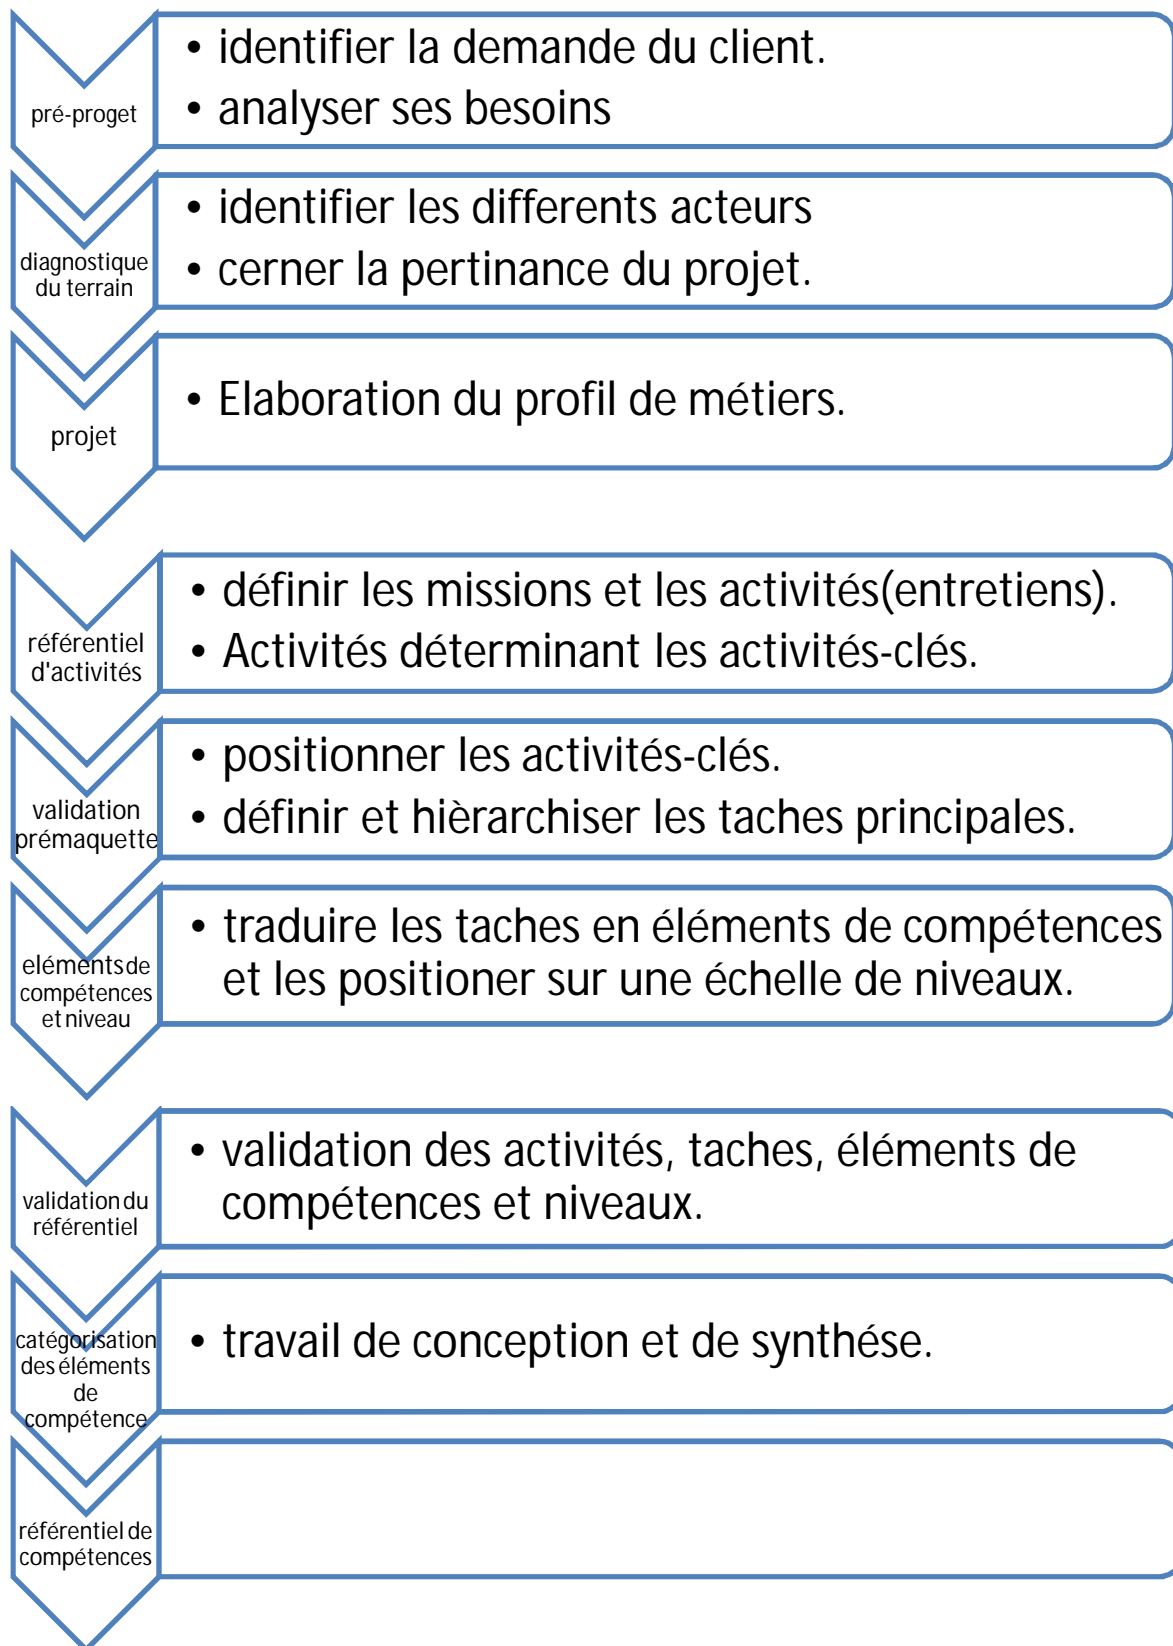 pré-proget
• identifier la demande du client.
• analyser ses besoins
diagnostique
du terrain
• identifier les differents acteurs
• cerner la pertinance du projet.
projet
• Elaboration du profil de métiers.
référentiel
d'activités
• définir les missions et les activités(entretiens).
• Activités déterminant les activités-clés.
validation
prémaquette
• positionner les activités-clés.
• définir et hièrarchiser les taches principales.
eléments de
compétences
et niveau
• traduire les taches en éléments de compétences
et les positioner sur une échelle de niveaux.
validation du
référentiel
• validation des activités, taches, éléments de
compétences et niveaux.
catégorisation
des éléments
de
compétence
• travail de conception et de synthése.
référentiel de
compétences